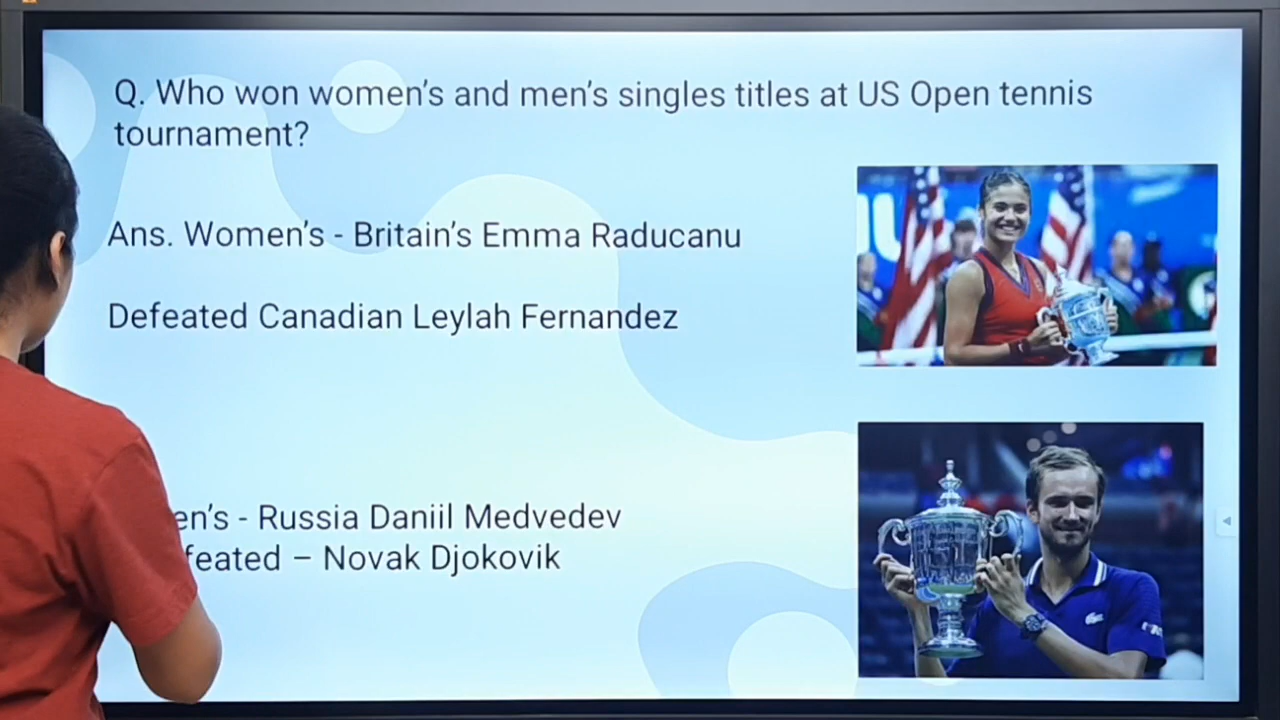 Q. Who won women's and men's singles titles at US Open tennis
tournament?
Ans. Women's - Britain's Emma Raducanu
Defeated Canadian Leylah Fernandez
en's - Russia Daniil Medvedev
feated – Novak Djokovik